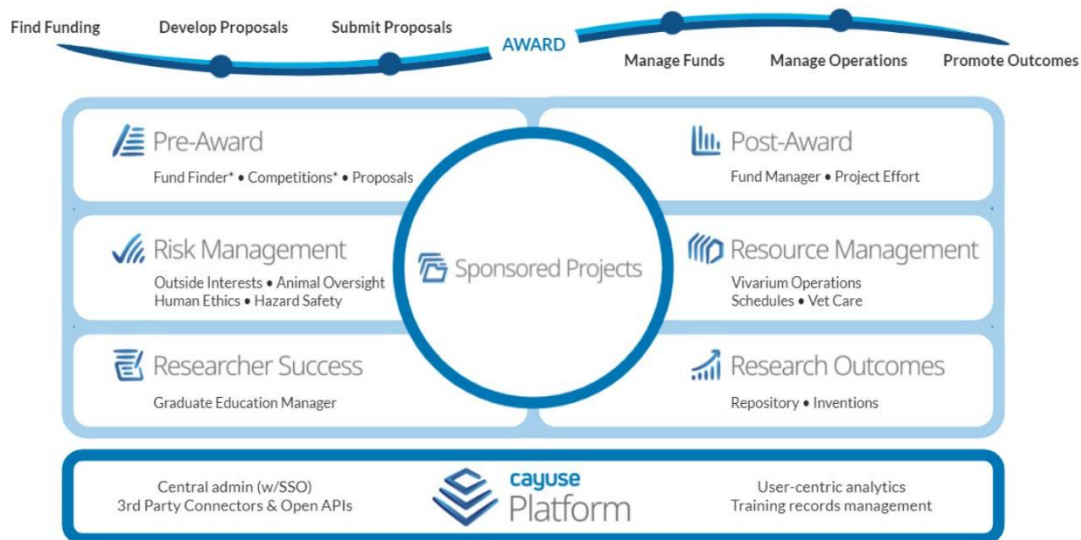 Find Funding
Develop Proposals
Submit Proposals
AWARD
Manage Funds
Manage Operations
Promote Outcomes
Pre-Award
Fund Finder* • Competitions* • Proposals
Post-Award
Fund Manager • Project Effort
Risk Management
Outside Interests • Animal Oversight
Human Ethics • Hazard Safety
Sponsored Projects
Resource Management
Vivarium Operations
Schedules • Vet Care
Researcher Success
Graduate Education Manager
Research Outcomes
Repository • Inventions
Central admin (w/SSO)
3rd Party Connectors & Open APIs
cayuse
Platform
User-centric analytics
Training records management